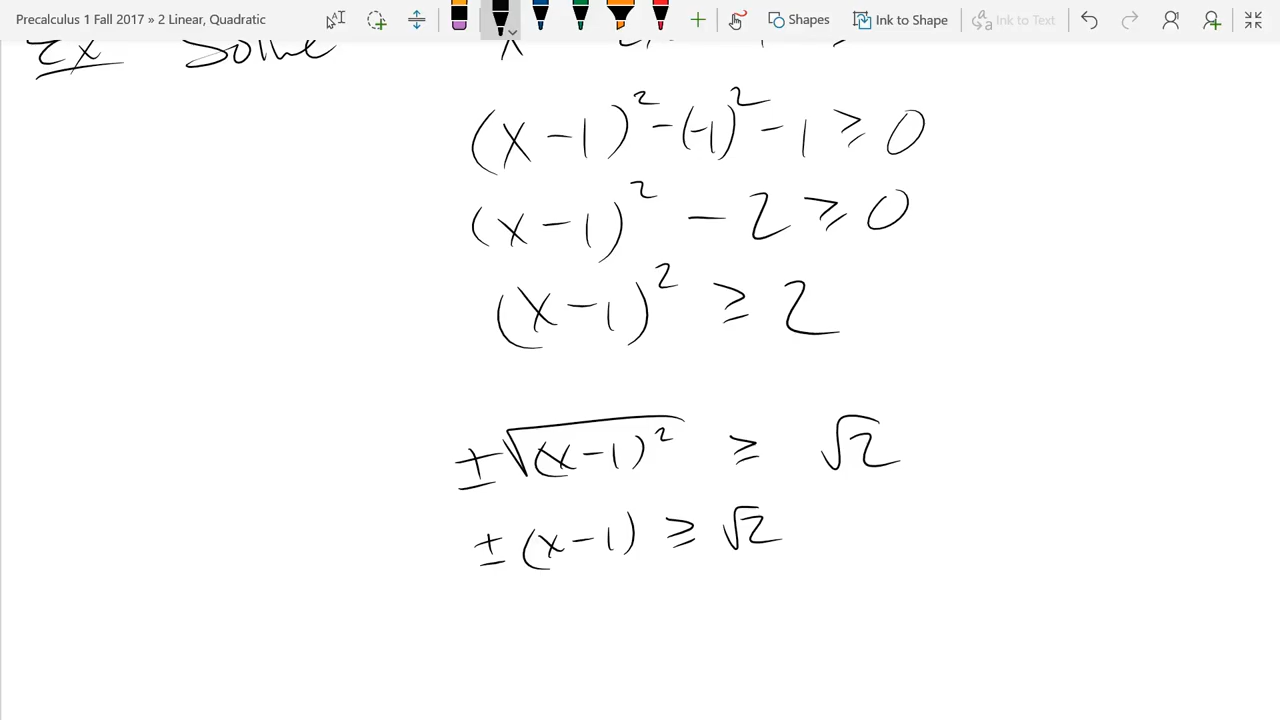 Precalculus 1 Fall 2017 » 2 Linear, Quadratic Shapes Ink to Shape Ink to Text
Ex Solve
(x-1)²-(-1)²-1≥0
(x-1)²-2≥0
(x-1)²≥2
±√(x-1)² ≥ √2
±(x-1)≥√2